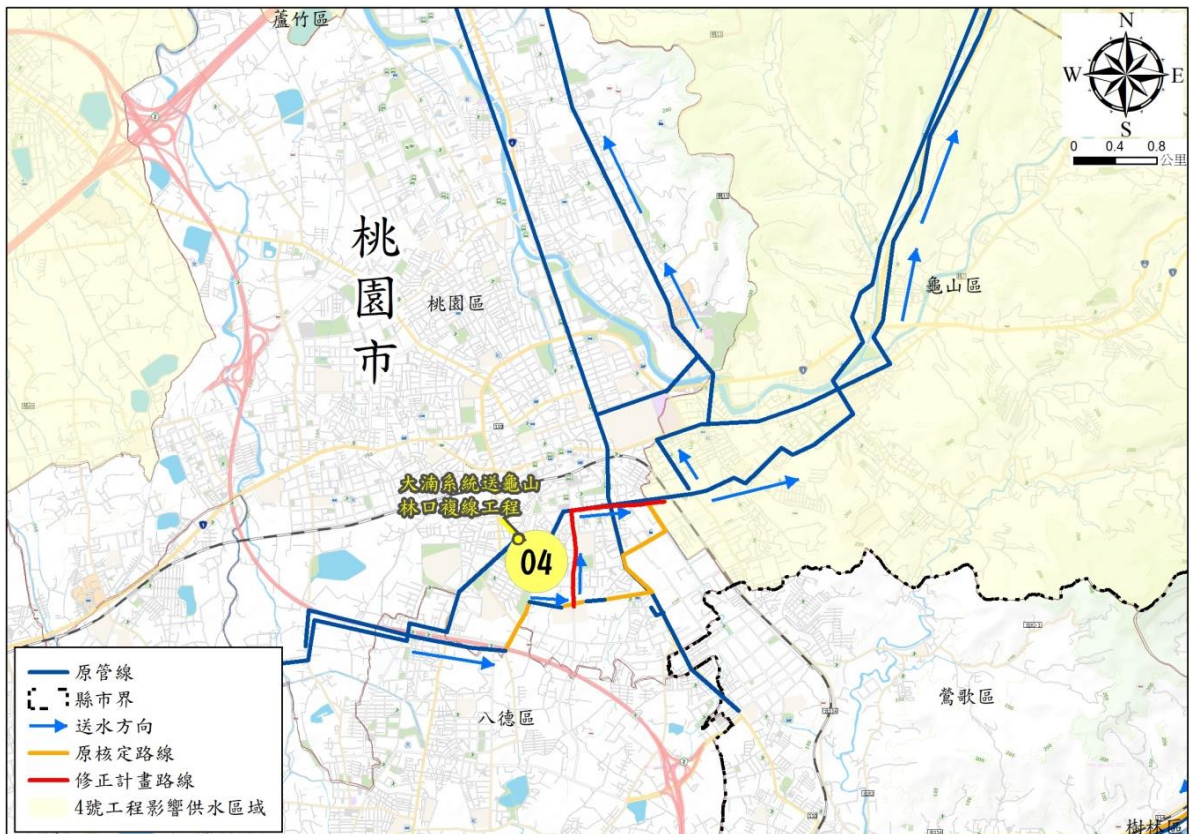 蘆竹區
N
W
E
S
0 0.4 0.8
公里
桃園市
桃園區
龜山區
大湳系統送龜山
林口複線工程
04
八德區
鶯歌區
樹林區
原管線
縣市界
送水方向
原核定路線
修正計畫路線
4號工程影響供水區域